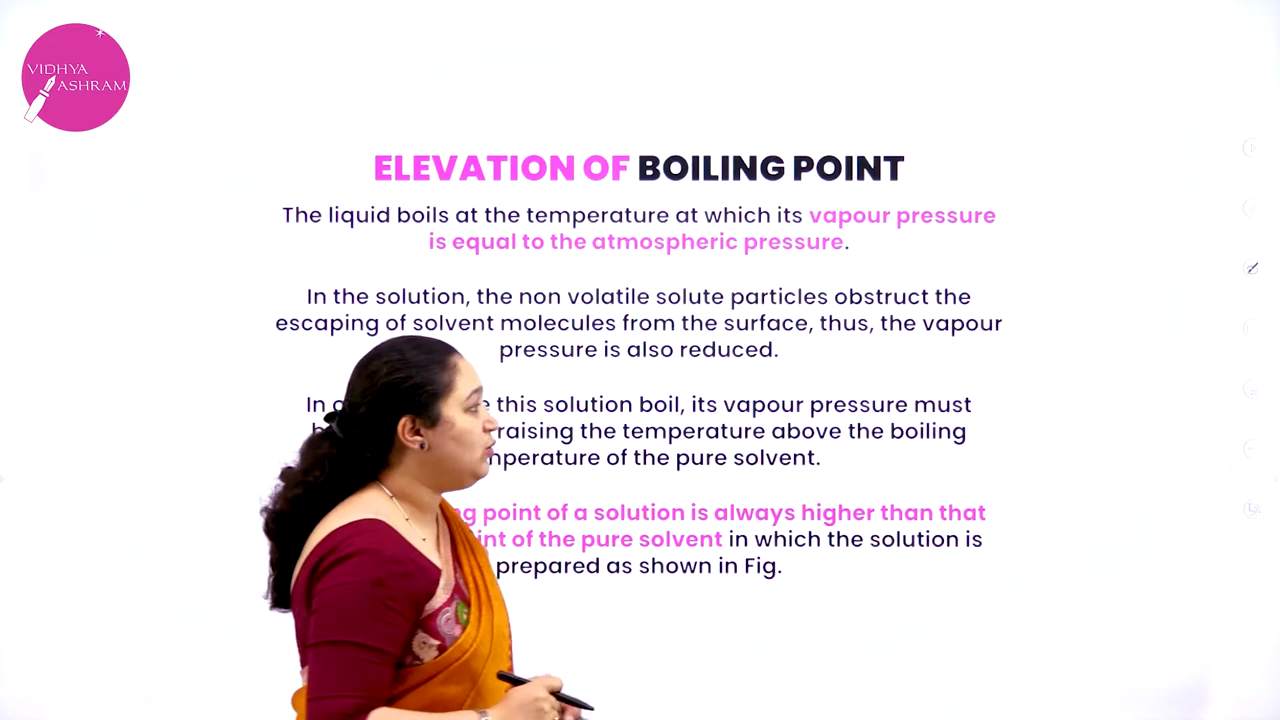 VIDHYA
ASHRAM
ELEVATION OF BOILING POINT
The liquid boils at the temperature at which its vapour pressure
is equal to the atmospheric pressure.
In the solution, the non volatile solute particles obstruct the
escaping of solvent molecules from the surface, thus, the vapour
pressure is also reduced.
In this solution boil, its vapour pressure must
raising the temperature above the boiling
of the pure solvent.
point of a solution is always higher than that
of the pure solvent in which the solution is
prepared as shown in Fig.